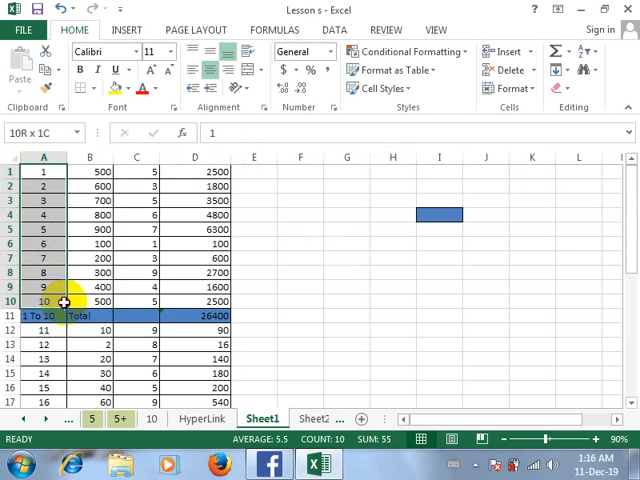 Lesson s - Excel
FILE HOME INSERT PAGE LAYOUT FORMULAS DATA REVIEW VIEW Sign in
Calibri 11 General Conditional Formatting Insert
Paste B I U A A $ % , Format as Table Delete
Cell Styles Format
Clipboard Font Alignment Number Styles Cells Editing
10R x 1C fx 1
A B C D E F G H I J K L
1 1 500 5 2500
2 2 600 3 1800
3 3 700 5 3500
4 4 800 6 4800
5 5 900 7 6300
6 6 100 1 100
7 7 200 3 600
8 8 300 9 2700
9 9 400 4 1600
10 10 500 5 2500
11 1 To 10 Total 26400
12 11 10 9 90
13 12 2 8 16
14 13 20 7 140
15 14 30 6 180
16 15 40 5 200
17 16 60 9 540
... 5 5+ 10 HyperLink Sheet1 Sheet2 ...
READY AVERAGE: 5.5 COUNT: 10 SUM: 55 90%
1:16 AM
11-Dec-19